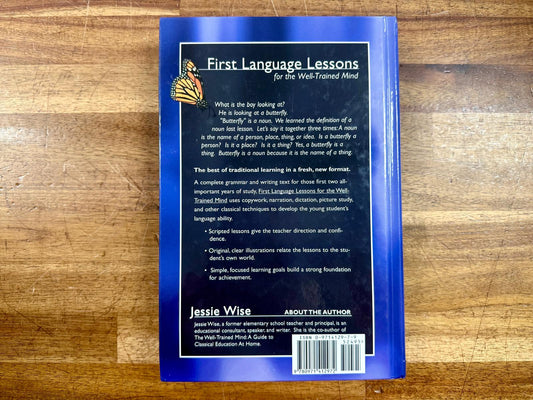 First Language Lessons
for the Well-Trained Mind
What is the boy looking at?
He is looking at a butterfly.
"Butterfly" is a noun. We learned the definition of a
noun last lesson. Let's say it together three times: A noun
is the name of a person, place, thing, or idea. Is a butterfly a
person? Is it a place? Is it a thing? Yes, a butterfly is a
thing. Butterfly is a noun because it is the name of a thing.
The best of traditional learning in a fresh, new format.
A complete grammar and writing text for those first two all-
important years of study, First Language Lessons for the Well-
Trained Mind uses copywork, narration, dictation, picture study,
and other classical techniques to develop the young student's
language ability.
• Scripted lessons give the teacher direction and confi-
dence.
• Original, clear illustrations relate the lessons to the stu-
dent's own world.
• Simple, focused learning goals build a strong foundation
for achievement.
Jessie Wise ABOUT THE AUTHOR
Jessie Wise, a former elementary school teacher and principal, is an
educational consultant, speaker, and writer. She is the co-author of
The Well-Trained Mind: A Guide to
Classical Education At Home.
ISBN 0-9714129-7-9
9 780971 412972